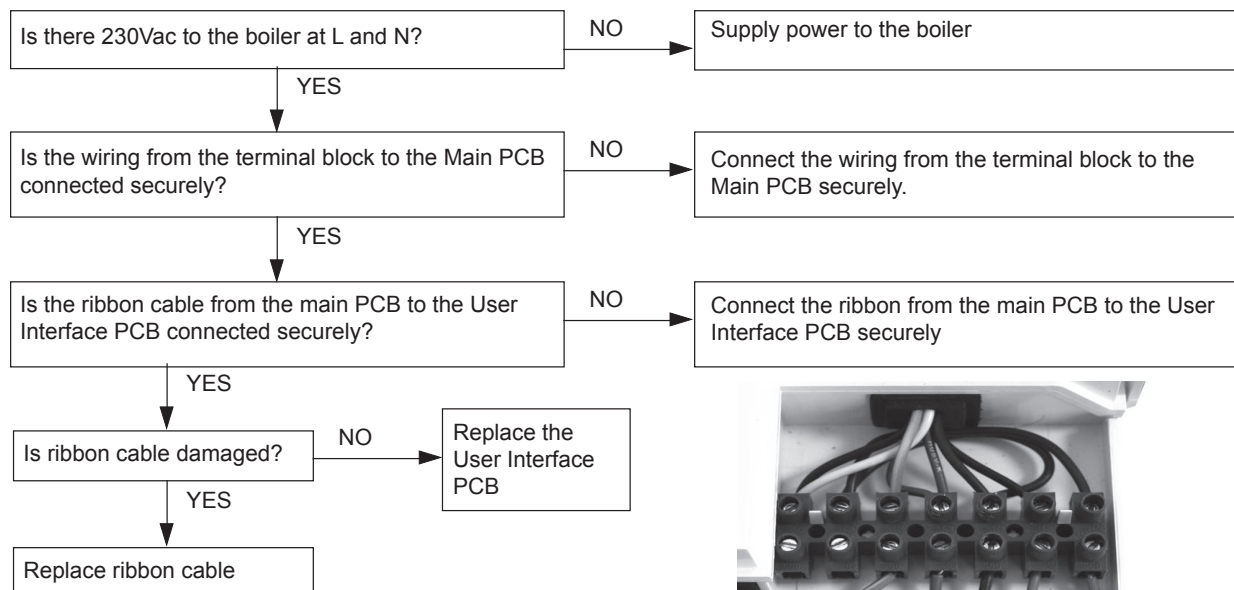 Is there 230Vac to the boiler at L and N?
NO
Supply power to the boiler
YES
Is the wiring from the terminal block to the Main PCB
connected securely?
NO
Connect the wiring from the terminal block to the
Main PCB securely.
YES
Is the ribbon cable from the main PCB to the User
Interface PCB connected securely?
NO
Connect the ribbon from the main PCB to the User
Interface PCB securely
YES
Is ribbon cable damaged?
NO
Replace the
User Interface
PCB
YES
Replace ribbon cable